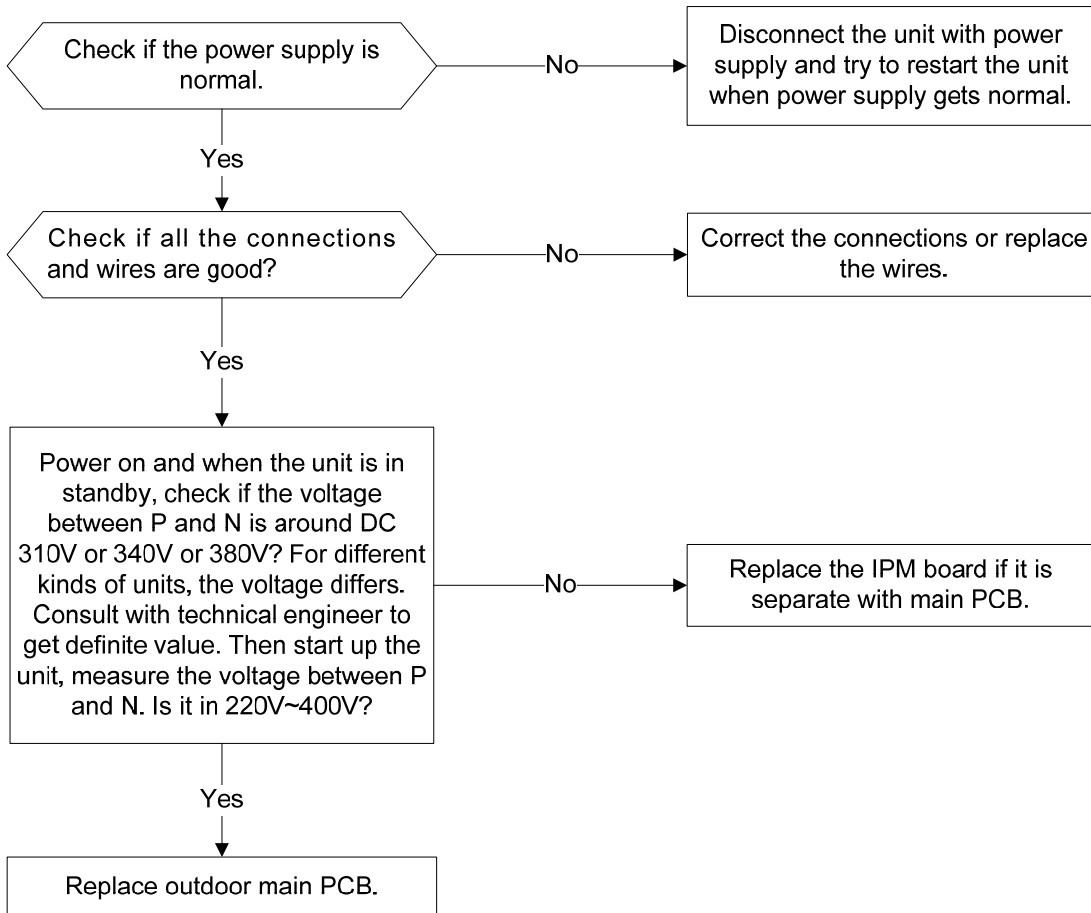 Check if the power supply is
normal.
No
Disconnect the unit with power
supply and try to restart the unit
when power supply gets normal.
Yes
Check if all the connections
and wires are good?
No
Correct the connections or replace
the wires.
Yes
Power on and when the unit is in
standby, check if the voltage
between P and N is around DC
310V or 340V or 380V? For different
kinds of units, the voltage differs.
Consult with technical engineer to
get definite value. Then start up the
unit, measure the voltage between P
and N. Is it in 220V~400V?
No
Replace the IPM board if it is
separate with main PCB.
Yes
Replace outdoor main PCB.